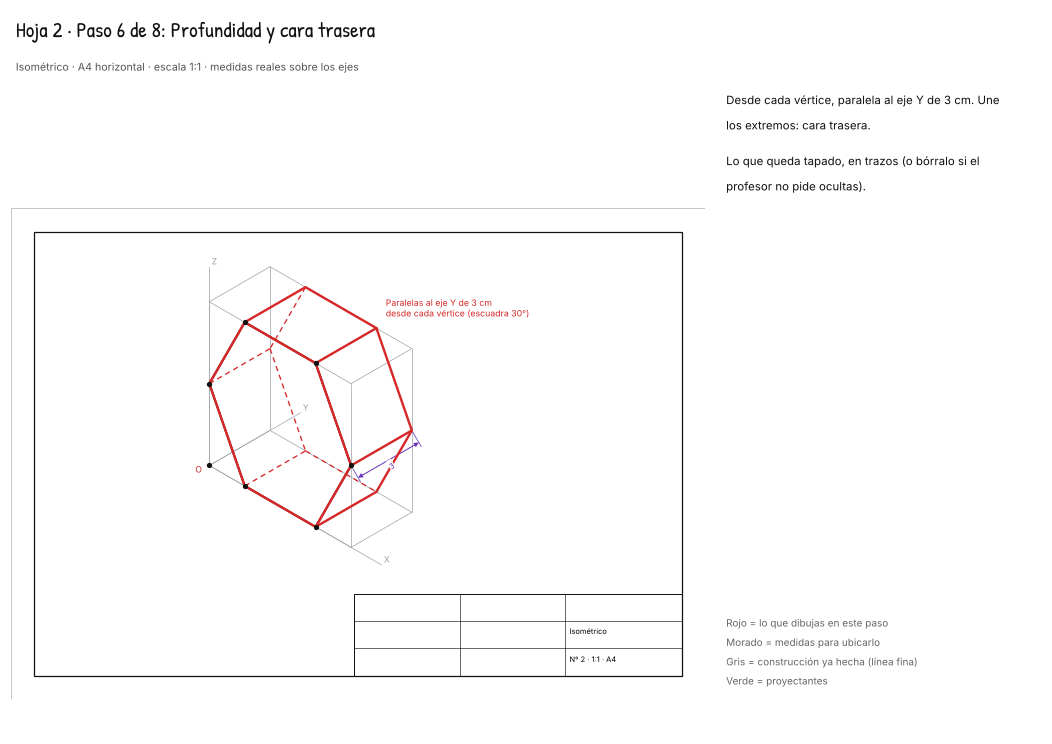 Hoja 2 · Paso 6 de 8: Profundidad y cara trasera
Isométrico · A4 horizontal · escala 1:1 · medidas reales sobre los ejes
Desde cada vértice, paralela al eje Y de 3 cm. Une
los extremos: cara trasera.
Lo que queda tapado, en trazos (o bórralo si el
profesor no pide ocultas).
Z
Paralelas al eje Y de 3 cm
desde cada vértice (escuadra 30°)
Y
O
3
X
Isométrico
Nº 2 · 1:1 · A4
Rojo = lo que dibujas en este paso
Morado = medidas para ubicarlo
Gris = construcción ya hecha (línea fina)
Verde = proyectantes